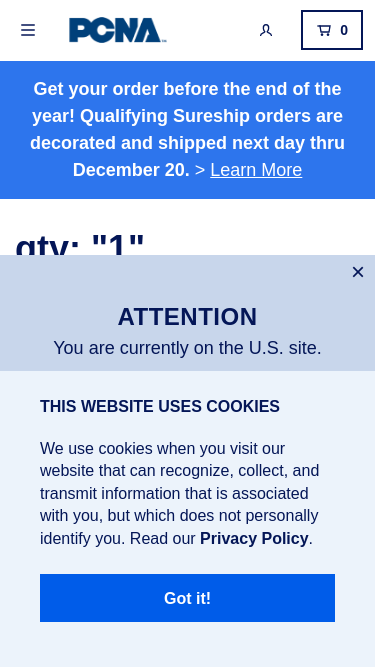 PCNA
0
Get your order before the end of the
year! Qualifying Sureship orders are
decorated and shipped next day thru
December 20. > Learn More
qty: "1"
×
ATTENTION
You are currently on the U.S. site.
THIS WEBSITE USES COOKIES
We use cookies when you visit our
website that can recognize, collect, and
transmit information that is associated
with you, but which does not personally
identify you. Read our Privacy Policy.
Got it!